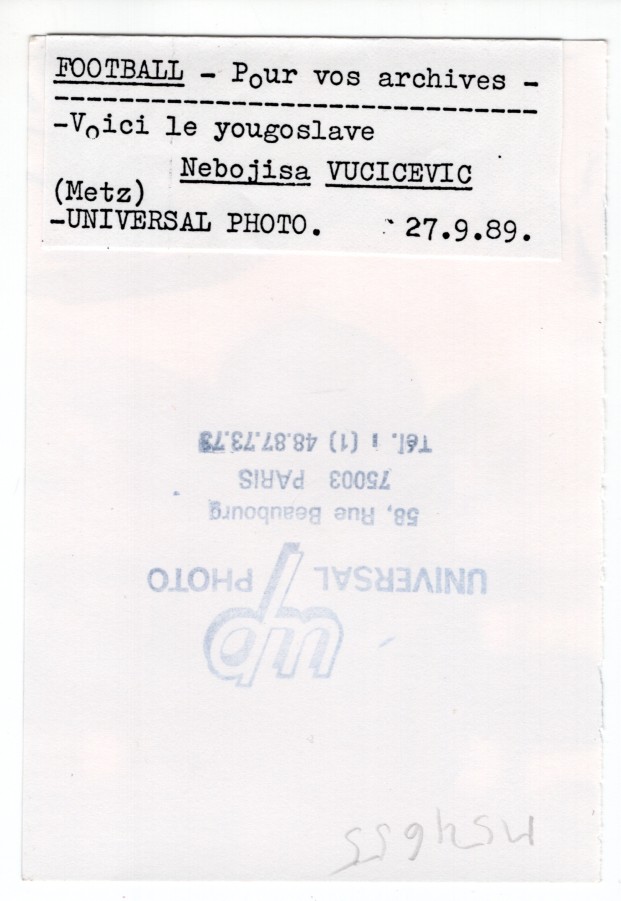 FOOTBALL - Pour vos archives -
-Voici le yougoslave
Nebojisa VUCICEVIC
(Metz)
-UNIVERSAL PHOTO. 27.9.89.
up
UNIVERSAL PHOTO
58, Rue Beaubourg
75003 PARIS
Tél. : (1) 48.87.73.73